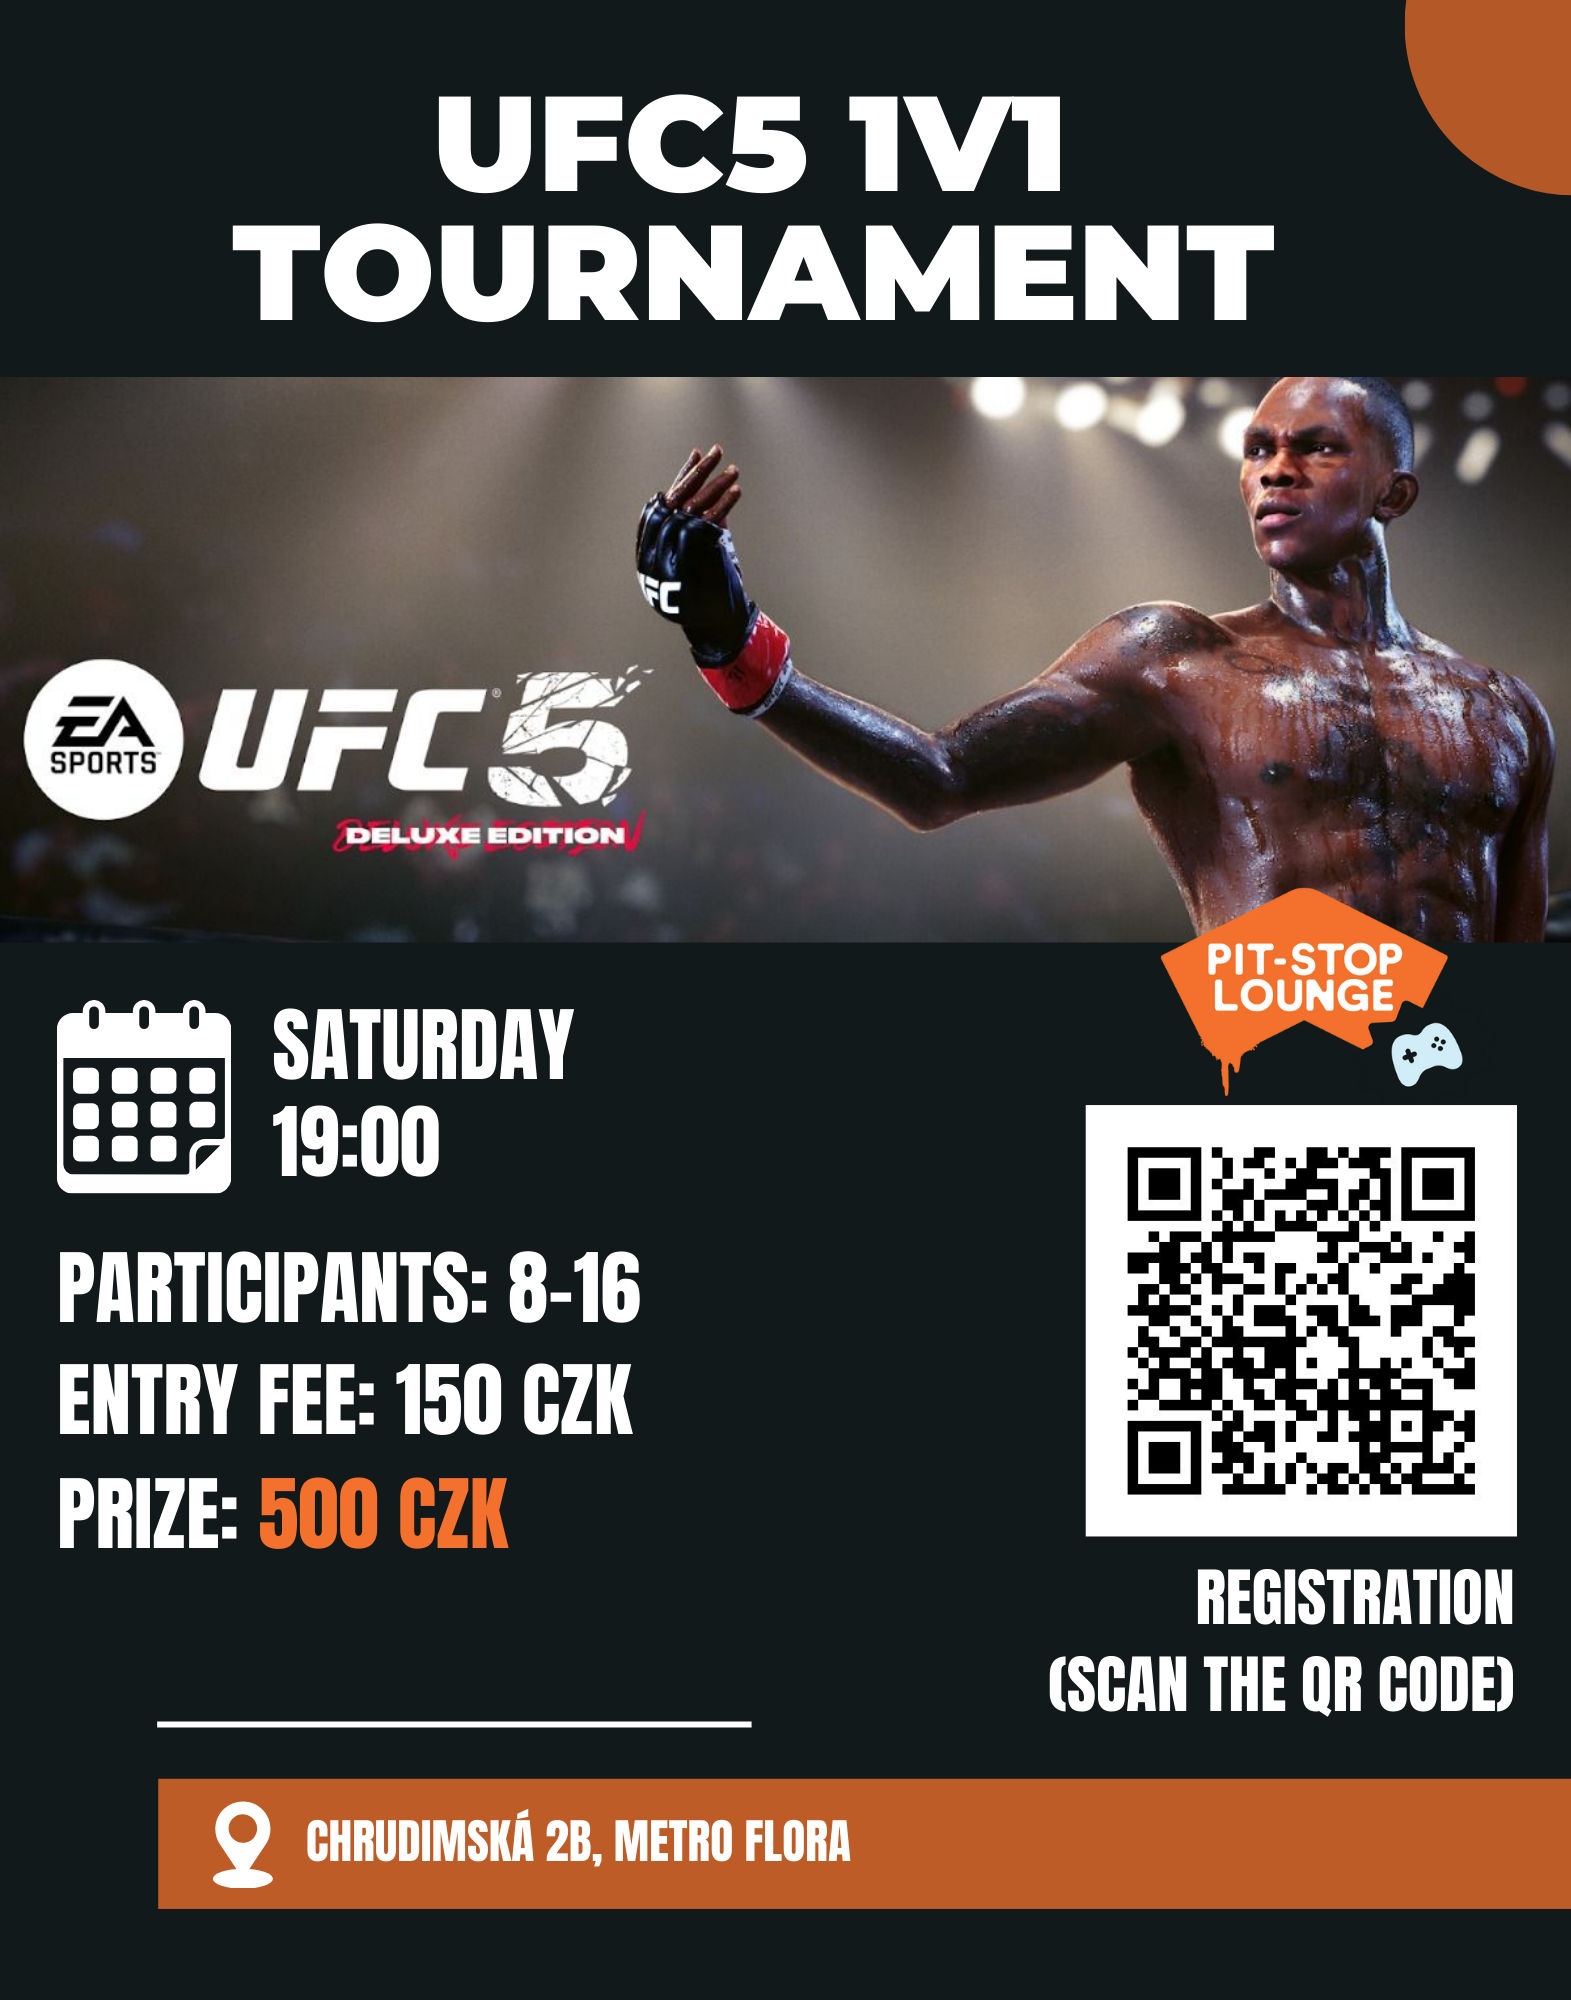 UFC5 1V1
TOURNAMENT
FC
EA
SPORTS
UFC® 5
DELUXE EDITION
PIT-STOP
LOUNGE
SATURDAY
19:00
PARTICIPANTS: 8-16
ENTRY FEE: 150 CZK
PRIZE: 500 CZK
REGISTRATION
(SCAN THE QR CODE)
CHRUDIMSKÁ 2B, METRO FLORA